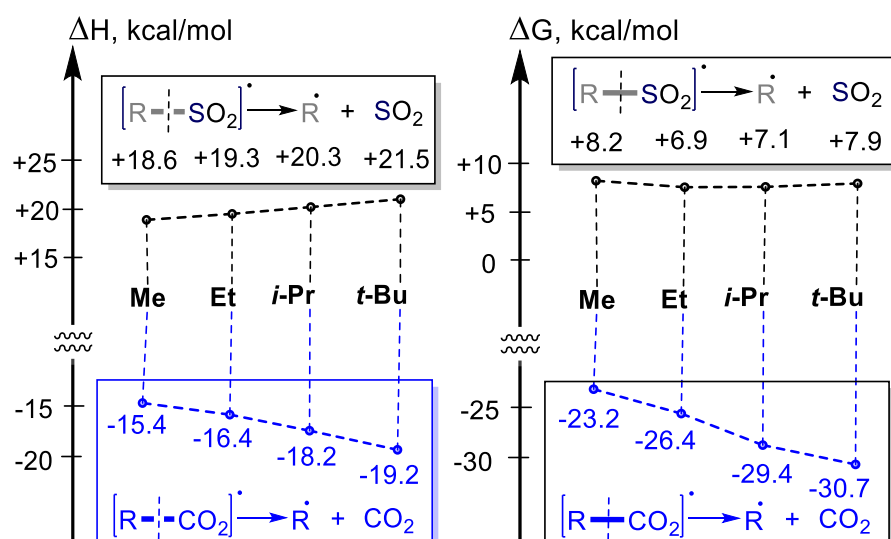 ΔH, kcal/mol
[R SO₂]• R• + SO₂
+18.6 +19.3 +20.3 +21.5
+25
+20
+15
Me Et i-Pr t-Bu
-15
-20
-15.4
-16.4
-18.2
-19.2
[R CO₂]• R• + CO₂
ΔG, kcal/mol
[R SO₂]• R• + SO₂
+8.2 +6.9 +7.1 +7.9
+10
+5
0
Me Et i-Pr t-Bu
-25
-30
-23.2
-26.4
-29.4
-30.7
[R CO₂]• R• + CO₂